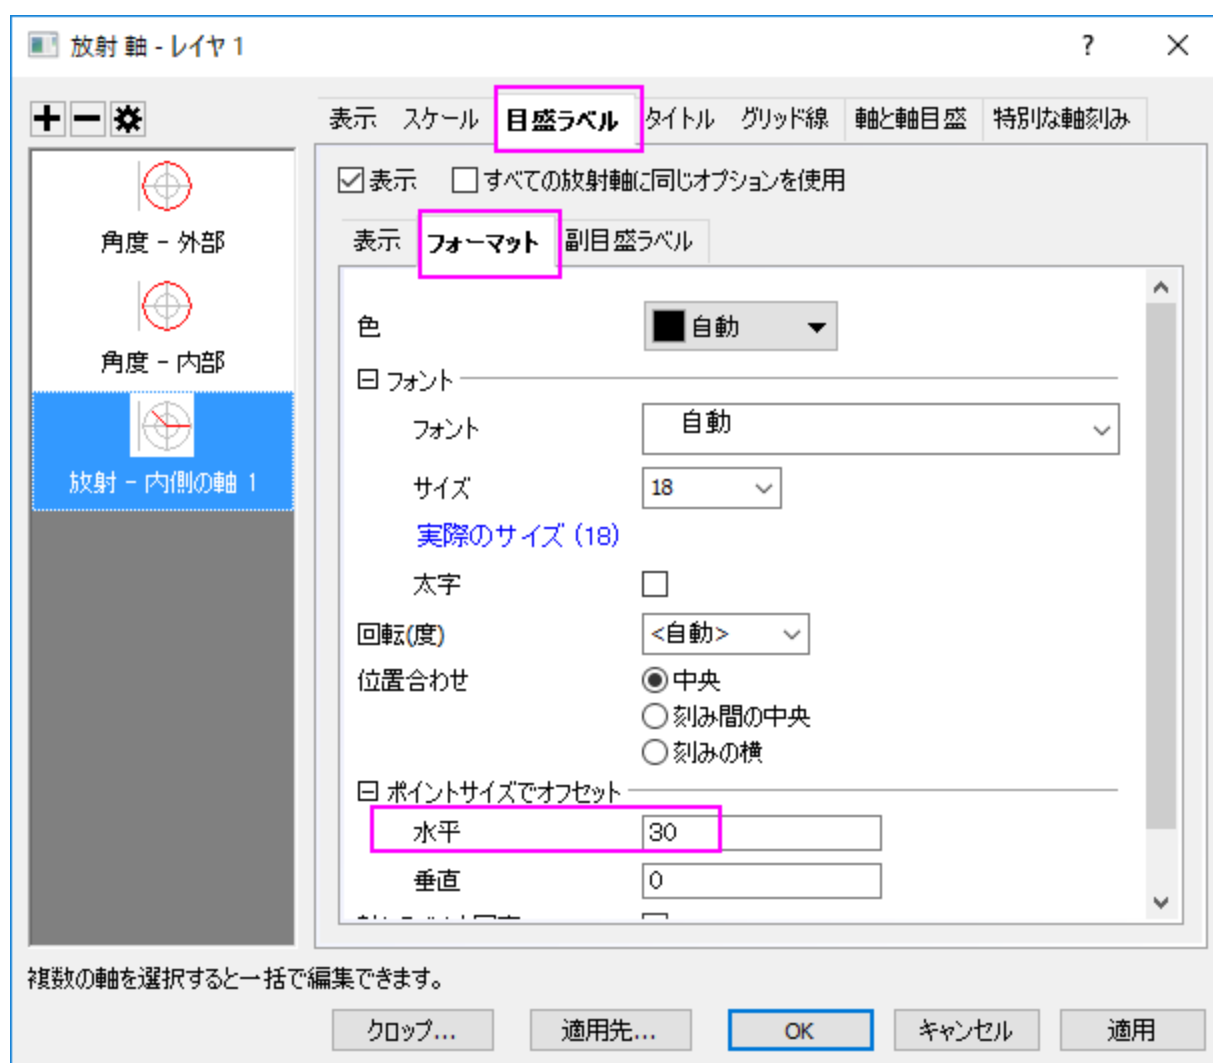 放射 軸 - レイヤ 1
?
表示 スケール 目盛ラベル タイトル グリッド線 軸と軸目盛 特別な軸刻み
表示 すべての放射軸に同じオプションを使用
角度 - 外部
角度 - 内部
放射 - 内側の軸 1
表示 フォーマット 副目盛ラベル
色 自動
フォント
フォント 自動
サイズ 18
実際のサイズ (18)
太字
回転(度) <自動>
位置合わせ 中央
刻み間の中央
刻みの横
ポイントサイズでオフセット
水平 30
垂直 0
複数の軸を選択すると一括で編集できます。
クロップ... 適用先... OK キャンセル 適用